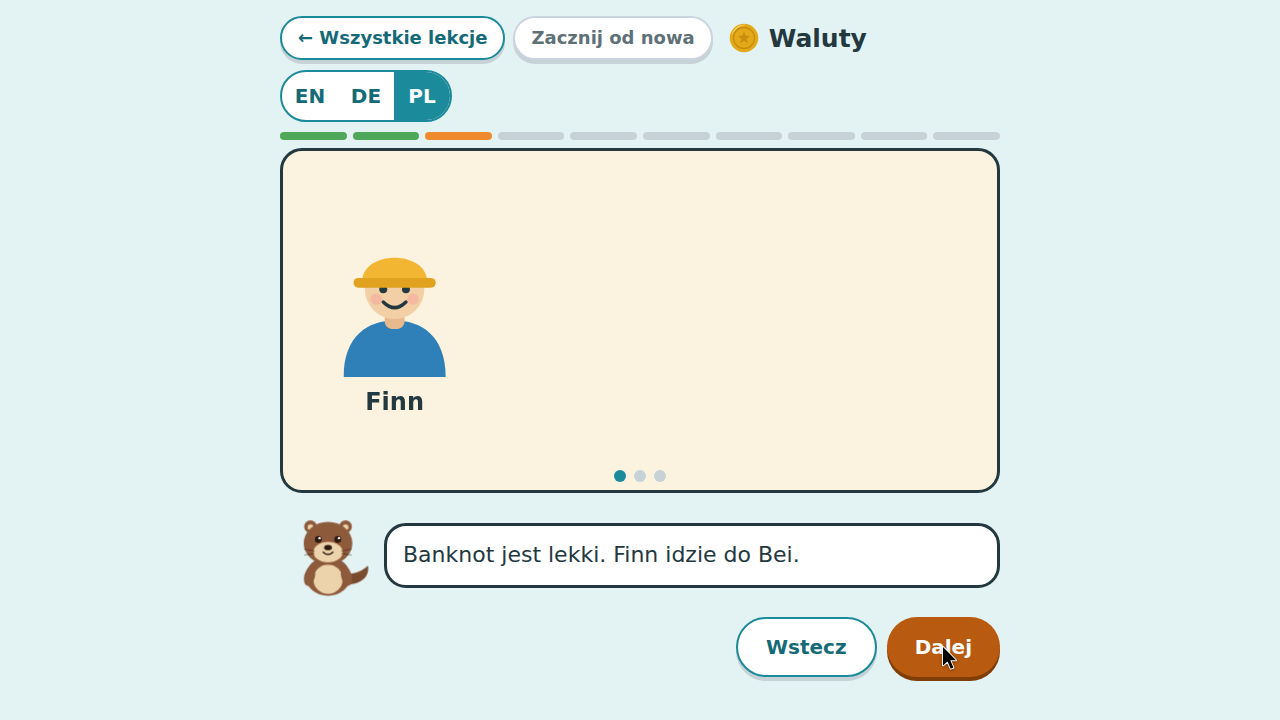 ← Wszystkie lekcje
Zacznij od nowa
Waluty
EN DE PL
Finn
Banknot jest lekki. Finn idzie do Bei.
Wstecz
Dalej